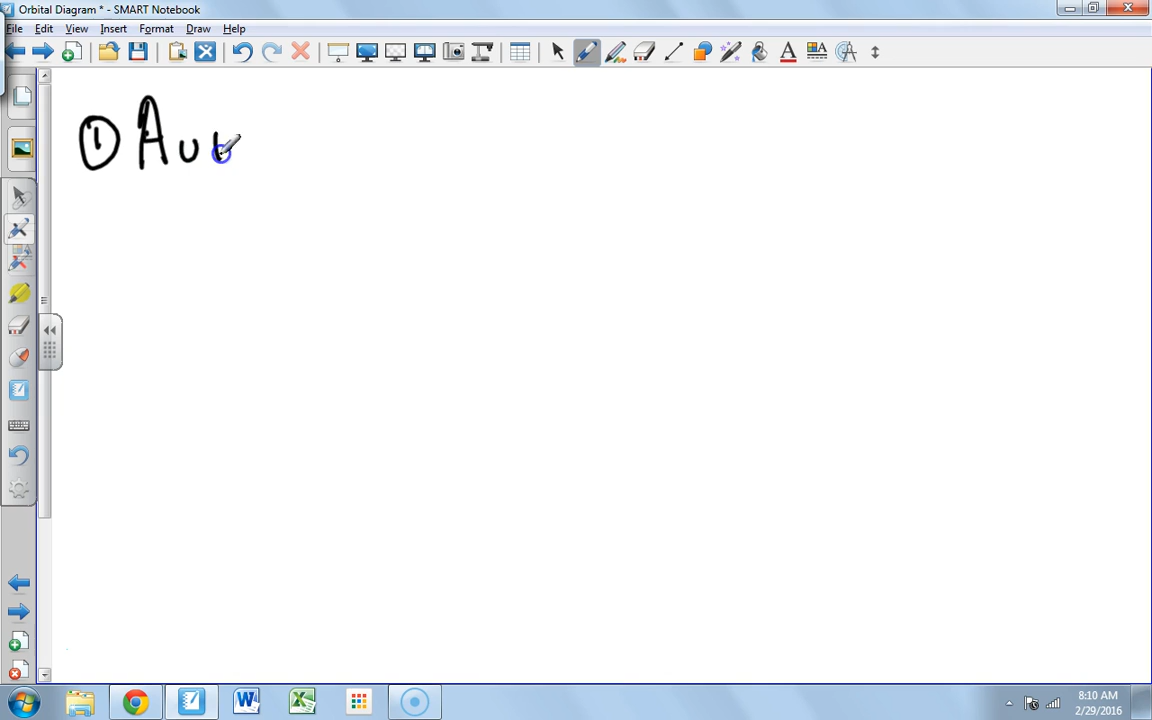 Orbital Diagram * - SMART Notebook
File Edit View Insert Format Draw Help
① Au
8:10 AM
2/29/2016